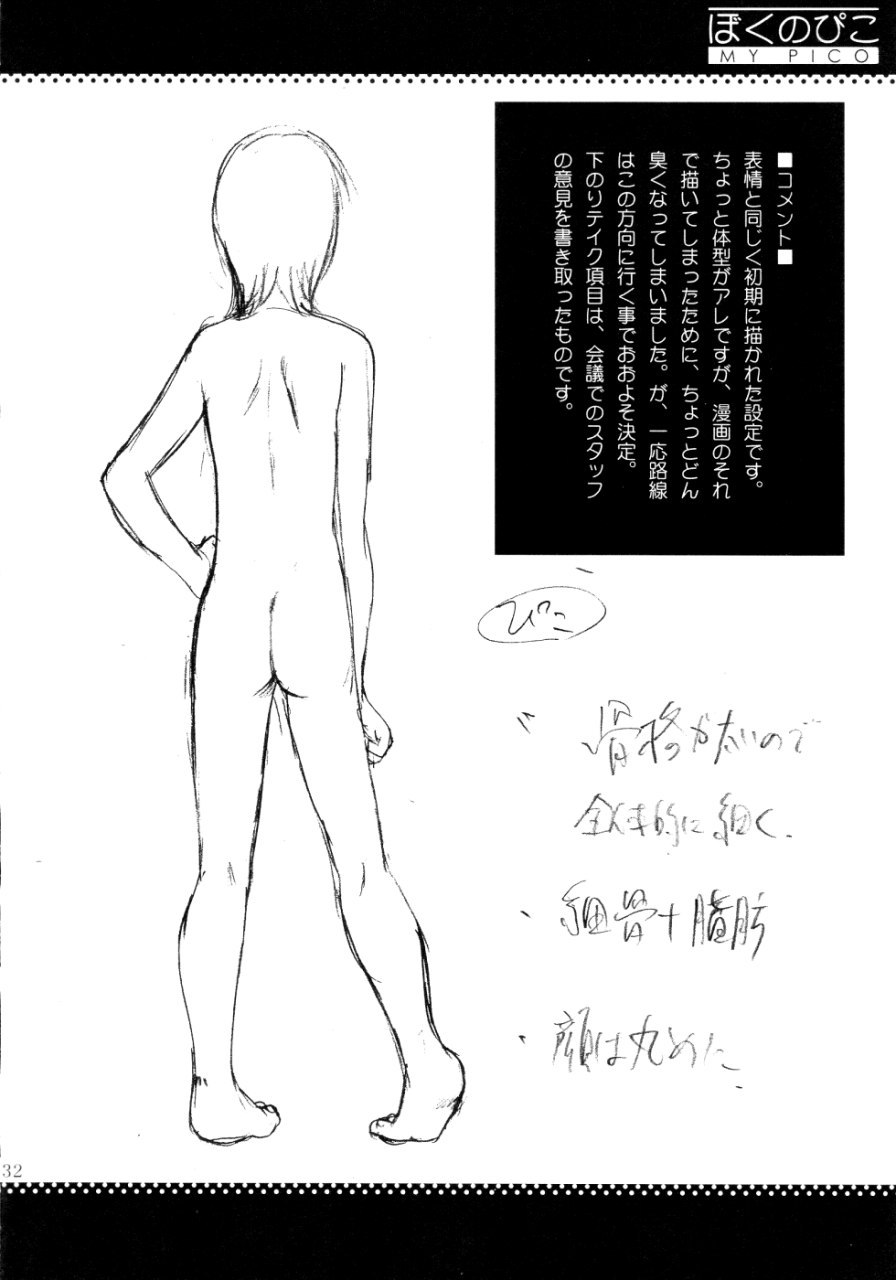 ぼくのぴこ
MY PICO
■コメント■
表情と同じく初期に描かれた設定です。
ちょっと体型がアレですが、漫画のそれ
で描いてしまったために、ちょっとどん
臭くなってしまいました。が、一応路線
はこの方向に行く事でおおよそ決定。
下のリテイク項目は、会議でのスタッフ
の意見を書き取ったものです。
ぴこ
骨格が太いので
全体的に細く、
・細骨+脂肪
・顔は丸めに
32